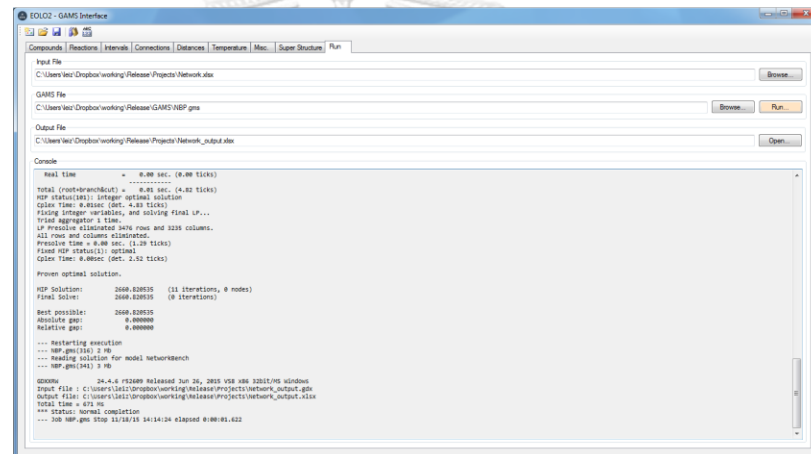 EOLO2 - GAMS Interface
Compounds Reactions Intervals Connections Distances Temperature Misc. Super Structure Run
Input File
C:\Users\leiz\Dropbox\working\Release\Projects\Network.xlsx Browse...
GAMS File
C:\Users\leiz\Dropbox\working\Release\GAMS\NBP.gms Browse... Run...
Output File
C:\Users\leiz\Dropbox\working\Release\Projects\Network_output.xlsx Open...
Console
Real time = 0.00 sec. (0.00 ticks)
------------
Total (root+branch&cut) = 0.01 sec. (4.82 ticks)
MIP status(101): integer optimal solution
Cplex Time: 0.01sec (det. 4.83 ticks)
Fixing integer variables, and solving final LP...
Tried aggregator 1 time.
LP Presolve eliminated 3476 rows and 3235 columns.
All rows and columns eliminated.
Presolve time = 0.00 sec. (1.29 ticks)
Fixed MIP status(1): optimal
Cplex Time: 0.00sec (det. 2.52 ticks)
Proven optimal solution.
MIP Solution: 2660.820535 (11 iterations, 0 nodes)
Final Solve: 2660.820535 (0 iterations)
Best possible: 2660.820535
Absolute gap: 0.000000
Relative gap: 0.000000
--- Restarting execution
--- NBP.gms(316) 2 Mb
--- Reading solution for model NetworkBench
--- NBP.gms(341) 3 Mb
GDXXRW 24.4.6 r52609 Released Jun 26, 2015 VS8 x86 32bit/MS Windows
Input file : C:\Users\leiz\Dropbox\working\Release\Projects\Network_output.gdx
Output file: C:\Users\leiz\Dropbox\working\Release\Projects\Network_output.xlsx
Total time = 671 Ms
*** Status: Normal completion
--- Job NBP.gms Stop 11/18/15 14:14:24 elapsed 0:00:01.622